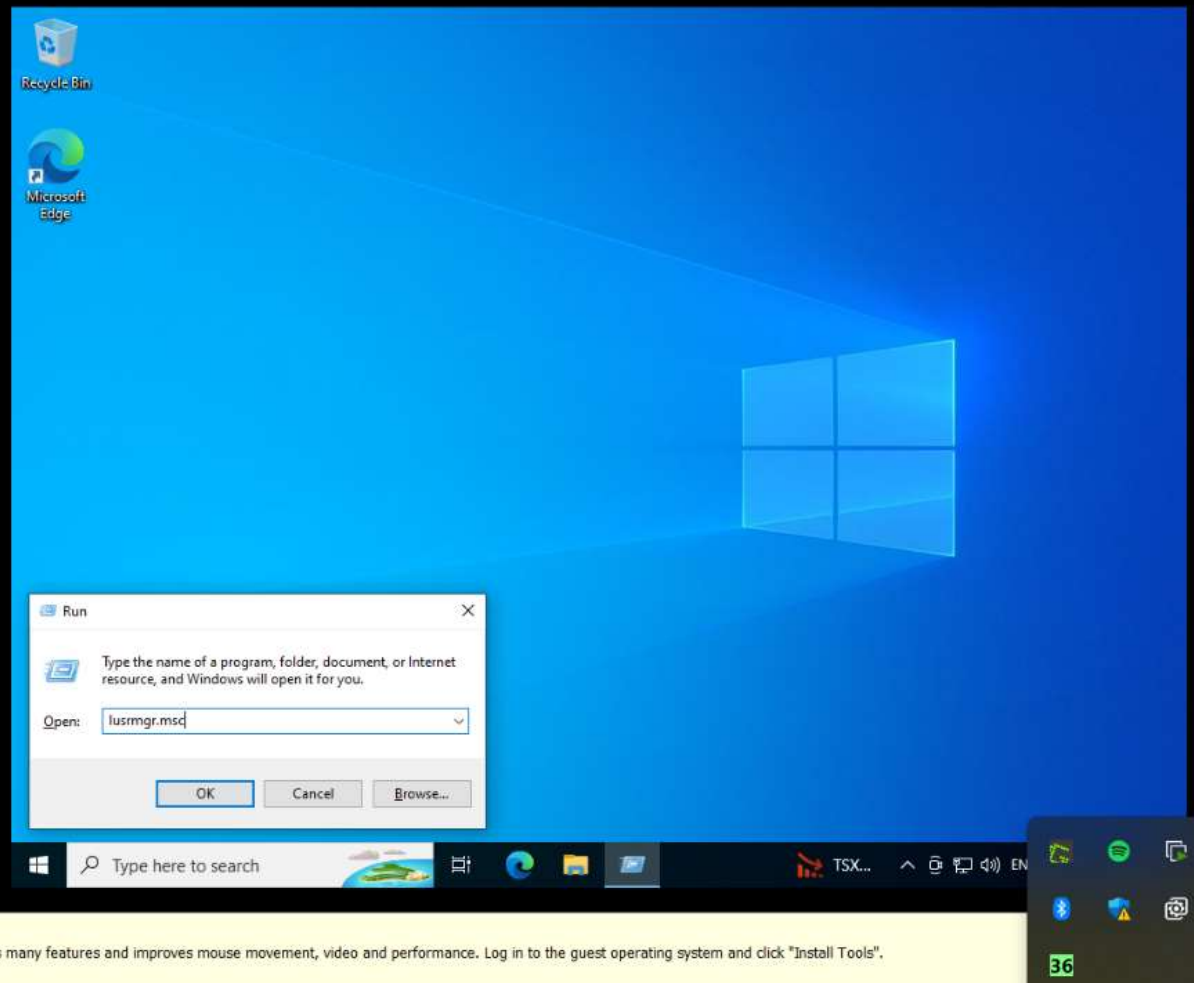 Recycle Bin
Microsoft
Edge
Run
Type the name of a program, folder, document, or Internet
resource, and Windows will open it for you.
Open: lusrmgr.msc
OK Cancel Browse...
Type here to search TSX... EN
many features and improves mouse movement, video and performance. Log in to the guest operating system and click "Install Tools".
36